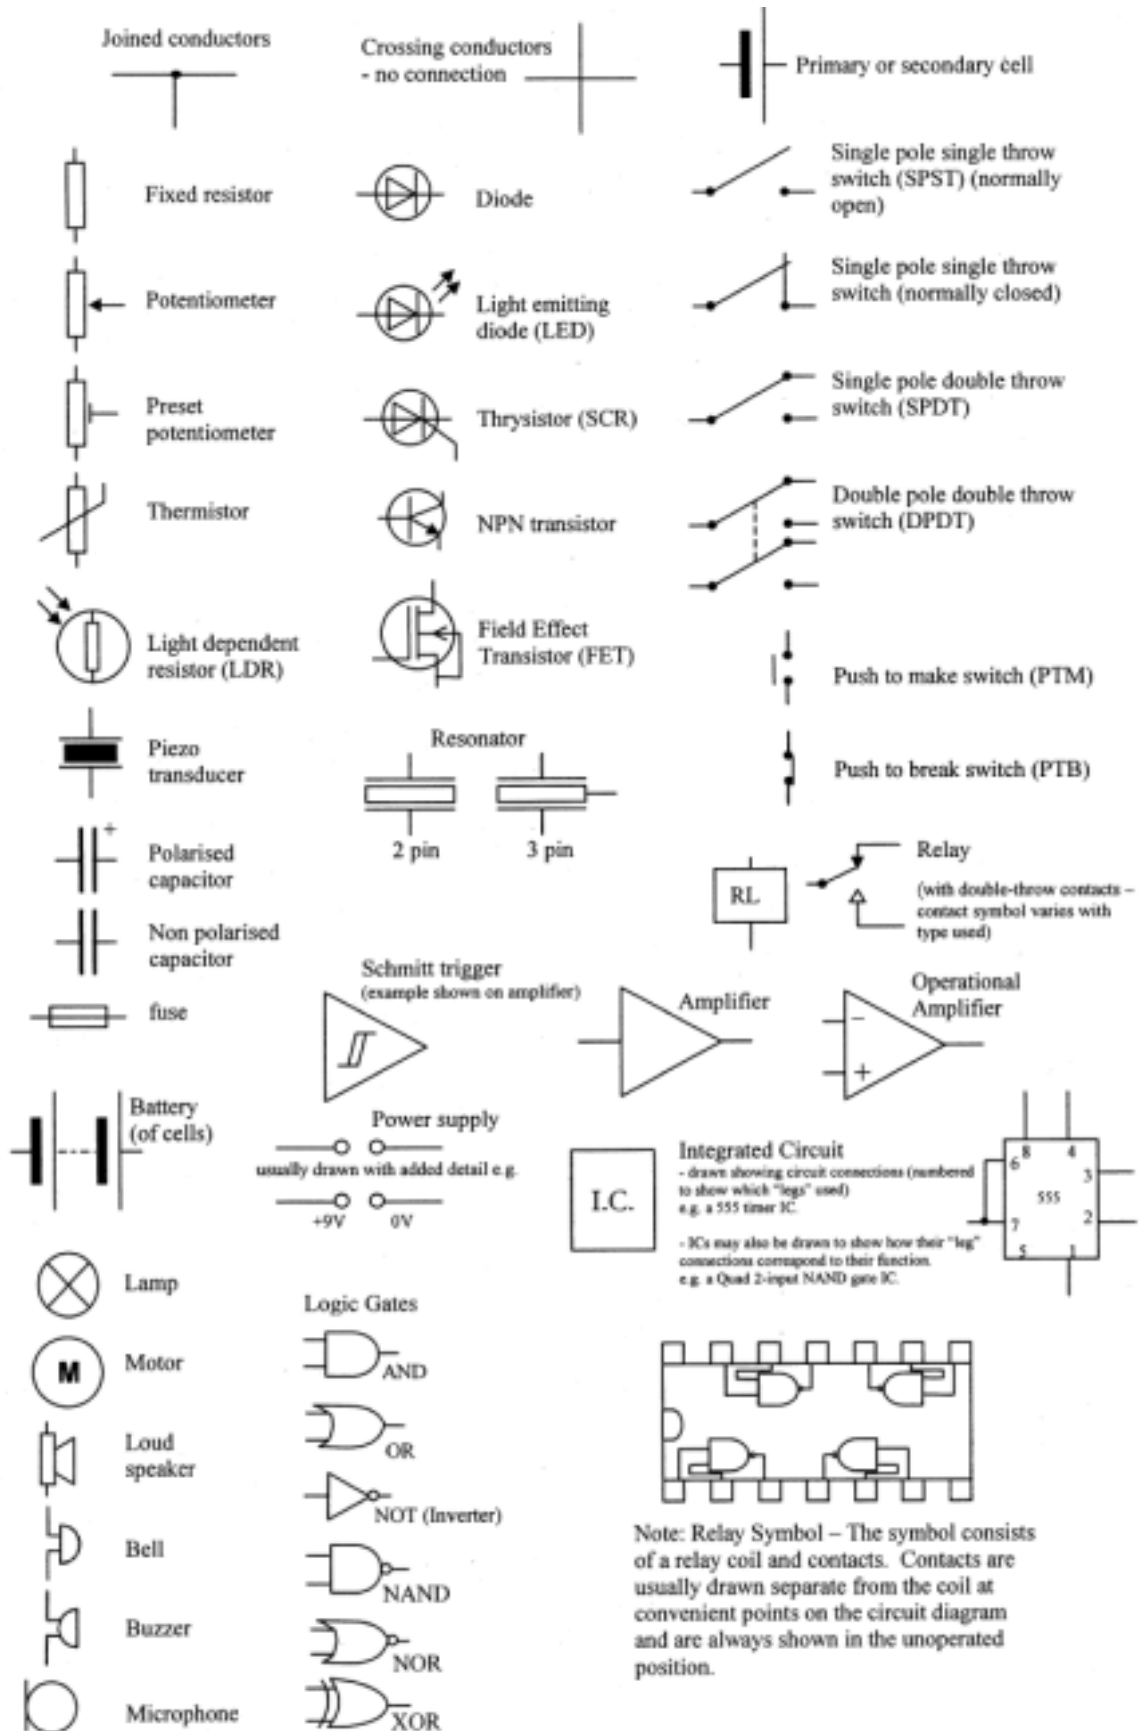 Joined conductors
Crossing conductors
- no connection
Primary or secondary cell
Fixed resistor
Diode
Single pole single throw
switch (SPST) (normally
open)
Potentiometer
Light emitting
diode (LED)
Single pole single throw
switch (normally closed)
Preset
potentiometer
Thrysistor (SCR)
Single pole double throw
switch (SPDT)
Thermistor
NPN transistor
Double pole double throw
switch (DPDT)
Light dependent
resistor (LDR)
Field Effect
Transistor (FET)
Push to make switch (PTM)
Piezo
transducer
Resonator
2 pin
3 pin
Push to break switch (PTB)
+
Polarised
capacitor
RL
Relay
(with double-throw contacts –
contact symbol varies with
type used)
Non polarised
capacitor
fuse
Schmitt trigger
(example shown on amplifier)
Amplifier
Operational
Amplifier
−
+
Battery
(of cells)
Power supply
usually drawn with added detail e.g.
+9V
0V
I.C.
Integrated Circuit
- drawn showing circuit connections (numbered
to show which "legs" used)
e.g. a 555 timer IC.
- ICs may also be drawn to show how their "leg"
connections correspond to their function.
e.g. a Quad 2-input NAND gate IC.
8
4
6
3
555
7
2
5
1
Lamp
M
Motor
Loud
speaker
Bell
Buzzer
Microphone
Logic Gates
AND
OR
NOT (Inverter)
NAND
NOR
XOR
Note: Relay Symbol – The symbol consists
of a relay coil and contacts. Contacts are
usually drawn separate from the coil at
convenient points on the circuit diagram
and are always shown in the unoperated
position.